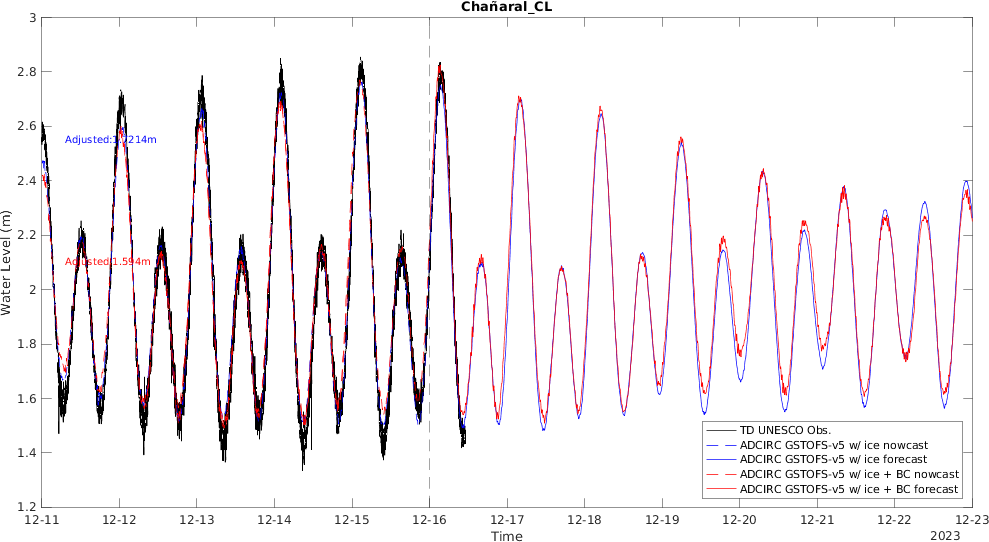 Chañaral_CL
3
2.8
2.6
2.4
2.2
2
1.8
1.6
1.4
1.2
Water Level (m)
Adjusted:1.7214m
Adjusted:1.594m
TD UNESCO Obs.
ADCIRC GSTOFS-v5 w/ ice nowcast
ADCIRC GSTOFS-v5 w/ ice forecast
ADCIRC GSTOFS-v5 w/ ice + BC nowcast
ADCIRC GSTOFS-v5 w/ ice + BC forecast
12-11 12-12 12-13 12-14 12-15 12-16 12-17 12-18 12-19 12-20 12-21 12-22 12-23
Time
2023